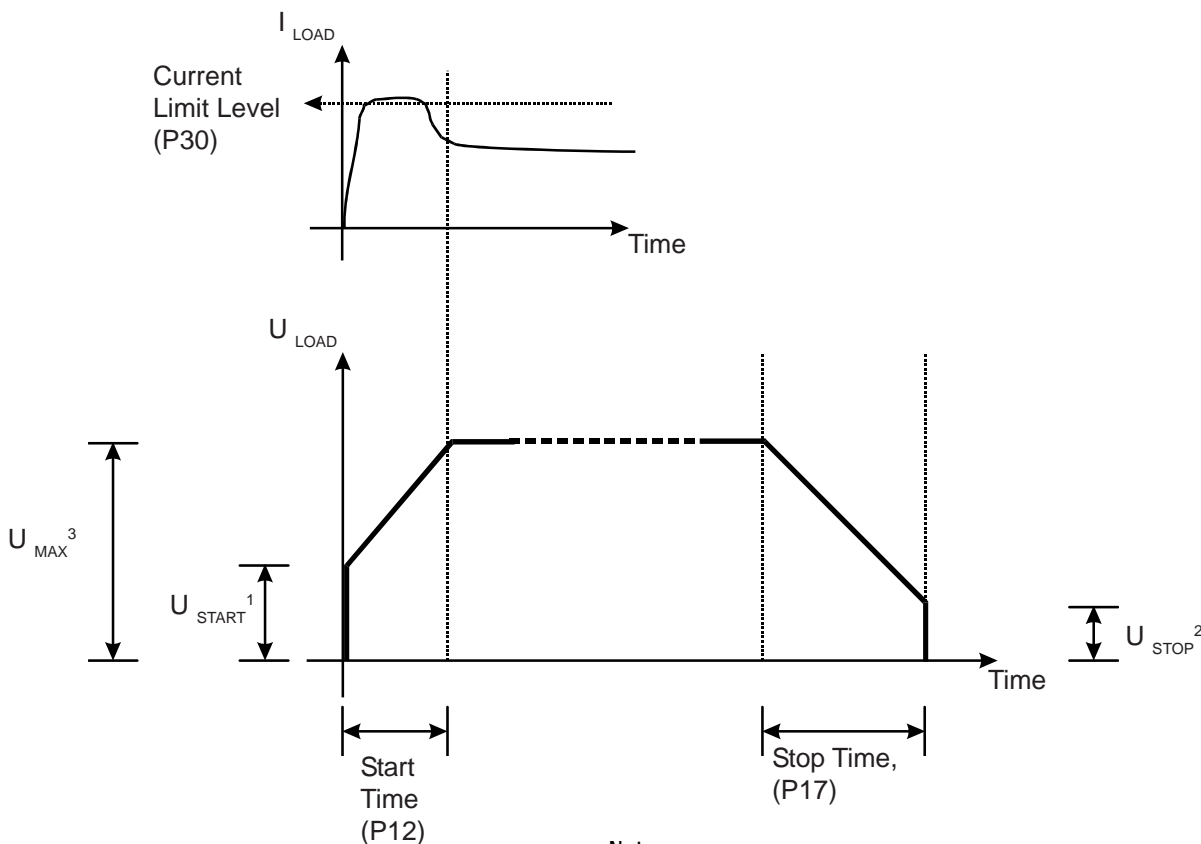 I LOAD
Current
Limit Level
(P30)
Time
U LOAD
U MAX 3
U START 1
U STOP 2
Time
Start
Time
(P12)
Stop Time,
(P17)